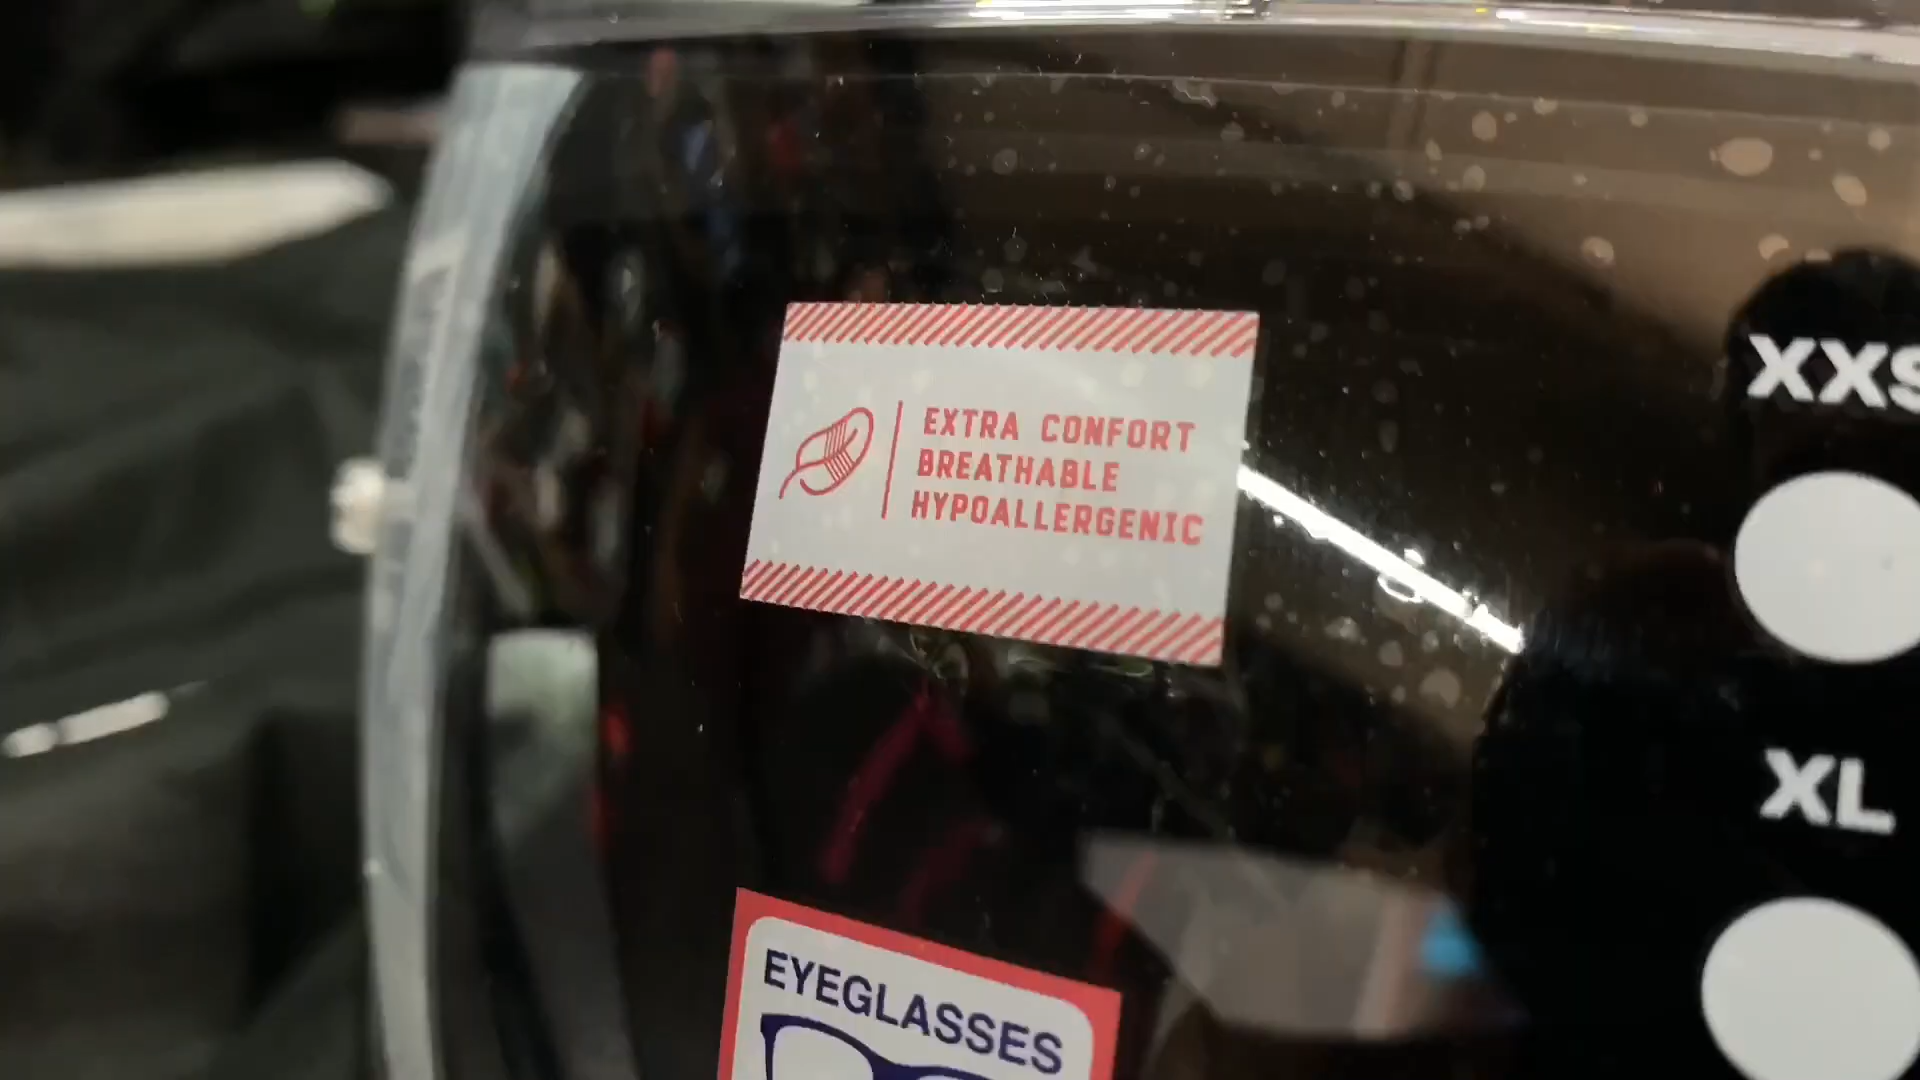 EXTRA CONFORT
BREATHABLE
HYPOALLERGENIC
XXS
XL
EYEGLASSES